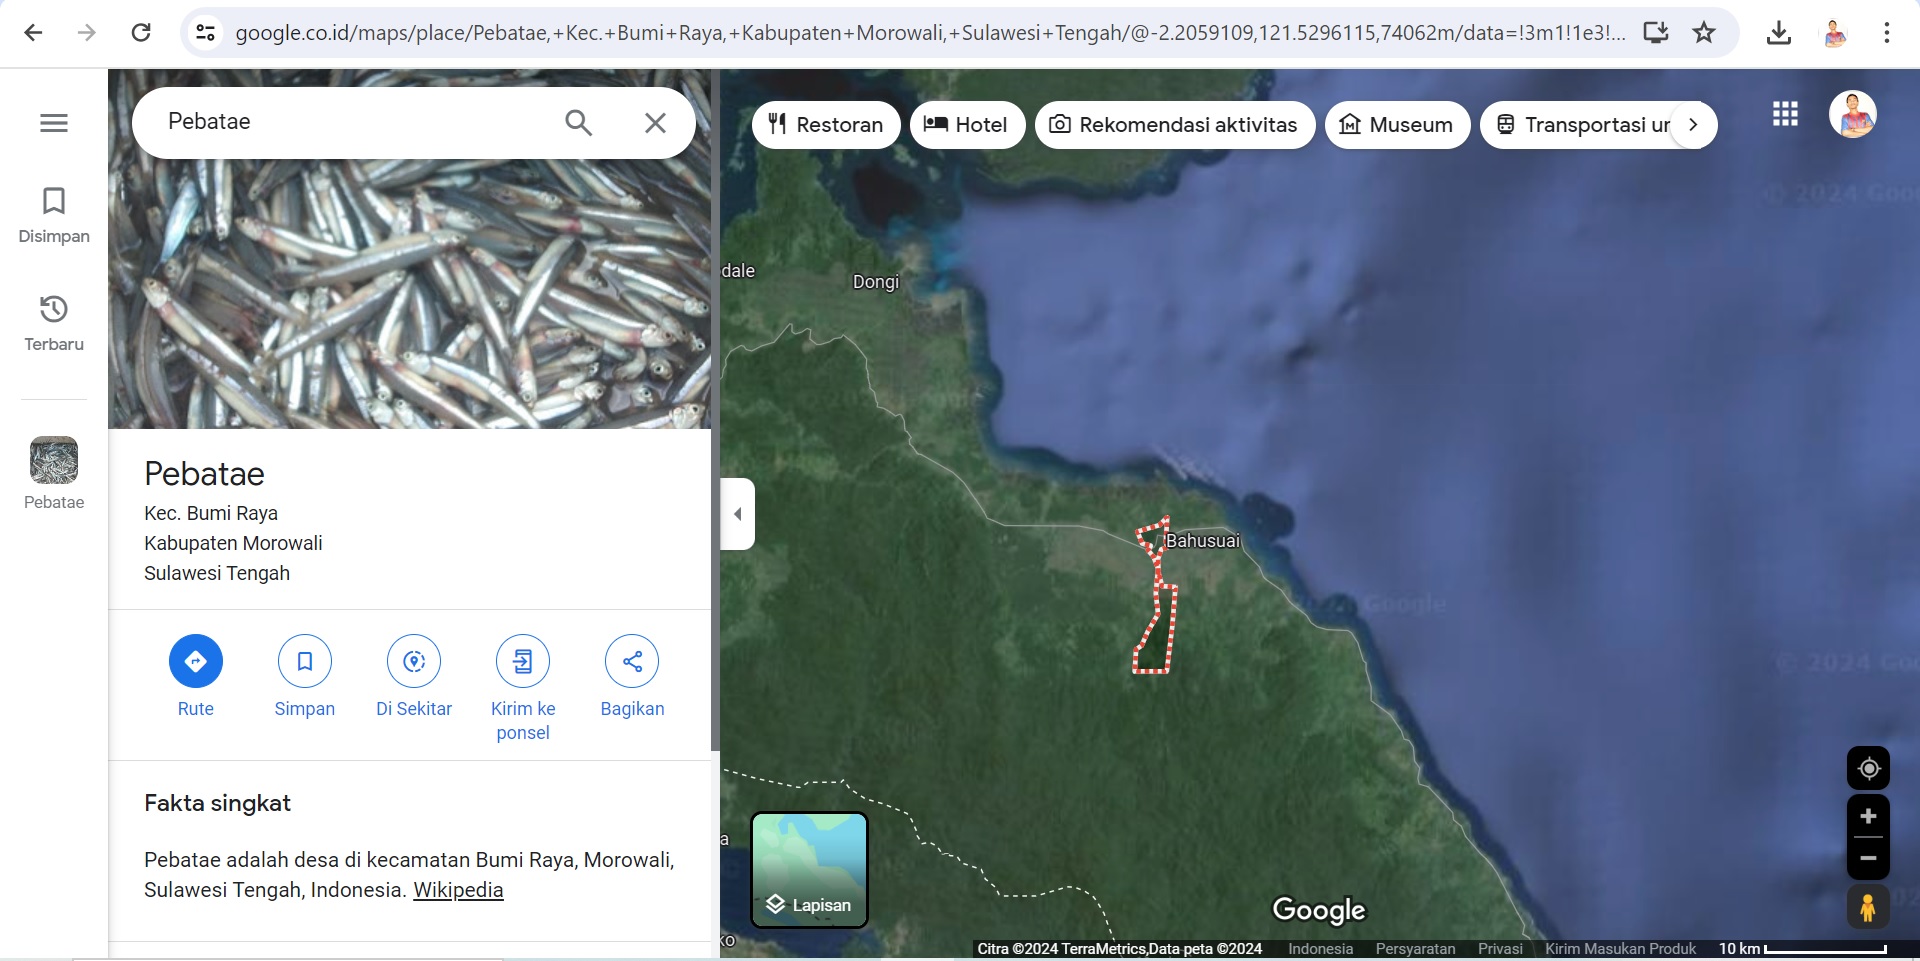 google.co.id/maps/place/Pebatae,+Kec.+Bumi+Raya,+Kabupaten+Morowali,+Sulawesi+Tengah/@-2.2059109,121.5296115,74062m/data=!3m1!1e3!...
Pebatae
Restoran
Hotel
Rekomendasi aktivitas
Museum
Transportasi ur
Disimpan
Terbaru
Pebatae
Pebatae
Kec. Bumi Raya
Kabupaten Morowali
Sulawesi Tengah
Rute
Simpan
Di Sekitar
Kirim ke
ponsel
Bagikan
Fakta singkat
Pebatae adalah desa di kecamatan Bumi Raya, Morowali,
Sulawesi Tengah, Indonesia. Wikipedia
dale
Dongi
Bahusuai
a
ko
Lapisan
Google
Citra ©2024 TerraMetrics,Data peta ©2024
Indonesia
Persyaratan
Privasi
Kirim Masukan Produk
10 km